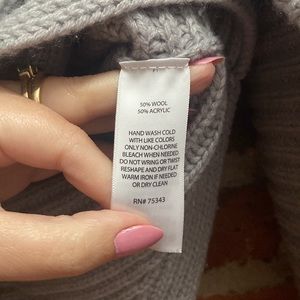 50% WOOL
50% ACRYLIC
HAND WASH COLD
WITH LIKE COLORS
ONLY NON-CHLORINE
BLEACH WHEN NEEDED
DO NOT WRING OR TWIST
RESHAPE AND DRY FLAT
WARM IRON IF NEEDED
OR DRY CLEAN
RN# 75343